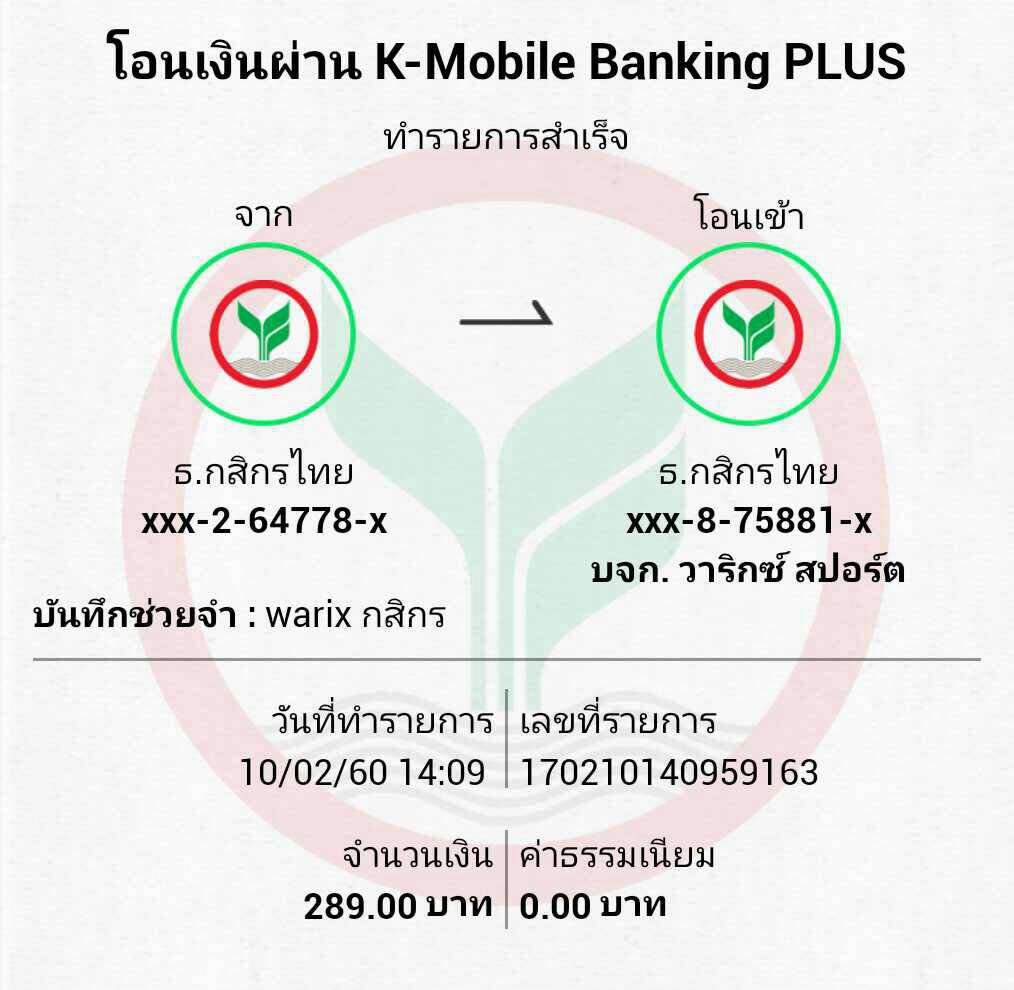 โอนเงินผ่าน K-Mobile Banking PLUS
ทำรายการสำเร็จ
จาก
โอนเข้า
ธ.กสิกรไทย
xxx-2-64778-x
ธ.กสิกรไทย
xxx-8-75881-x
บจก. วาริกซ์ สปอร์ต
บันทึกช่วยจำ : warix กสิกร
วันที่ทำรายการ
10/02/60 14:09
เลขที่รายการ
170210140959163
จำนวนเงิน
289.00 บาท
ค่าธรรมเนียม
0.00 บาท